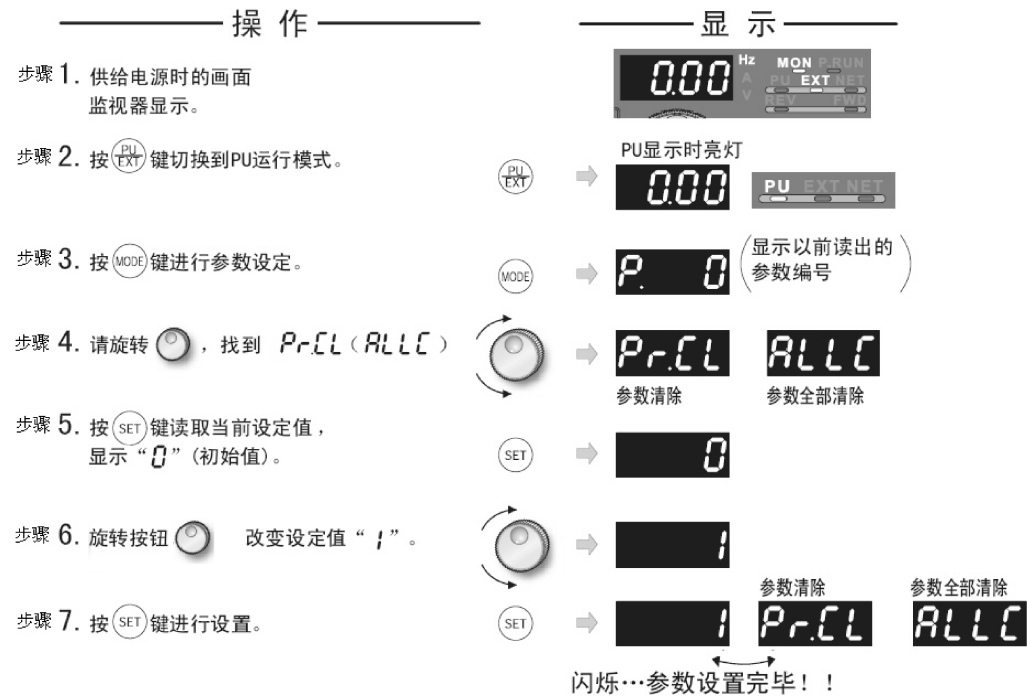 操 作
显 示
步骤 1. 供给电源时的画面
监视器显示。
0.00 Hz A V MON P.RUN
PU EXT NET
REV FWD
步骤 2. 按 PU/EXT 键切换到PU运行模式。
PU/EXT
PU显示时亮灯
0.00 PU EXT NET
步骤 3. 按 MODE 键进行参数设定。
MODE
P. 0
显示以前读出的
参数编号
步骤 4. 请旋转 ，找到 Pr.CL（ALLC）
Pr.CL ALLC
参数清除 参数全部清除
步骤 5. 按 SET 键读取当前设定值，
显示“0”(初始值)。
SET
0
步骤 6. 旋转按钮 改变设定值“1”。
1
步骤 7. 按 SET 键进行设置。
SET
参数清除 参数全部清除
1 Pr.CL ALLC
闪烁…参数设置完毕！！